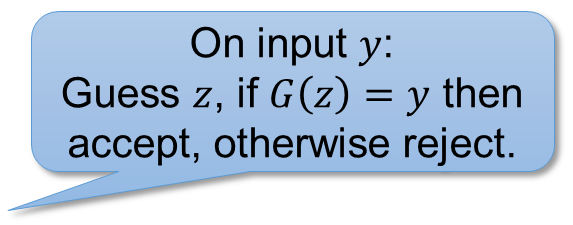 On input y:
Guess z, if G(z) = y then
accept, otherwise reject.